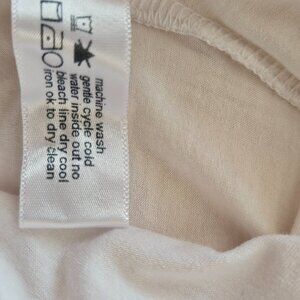 machine wash
gentle cycle cold
water inside out no
bleach line dry cool
iron ok to dry clean